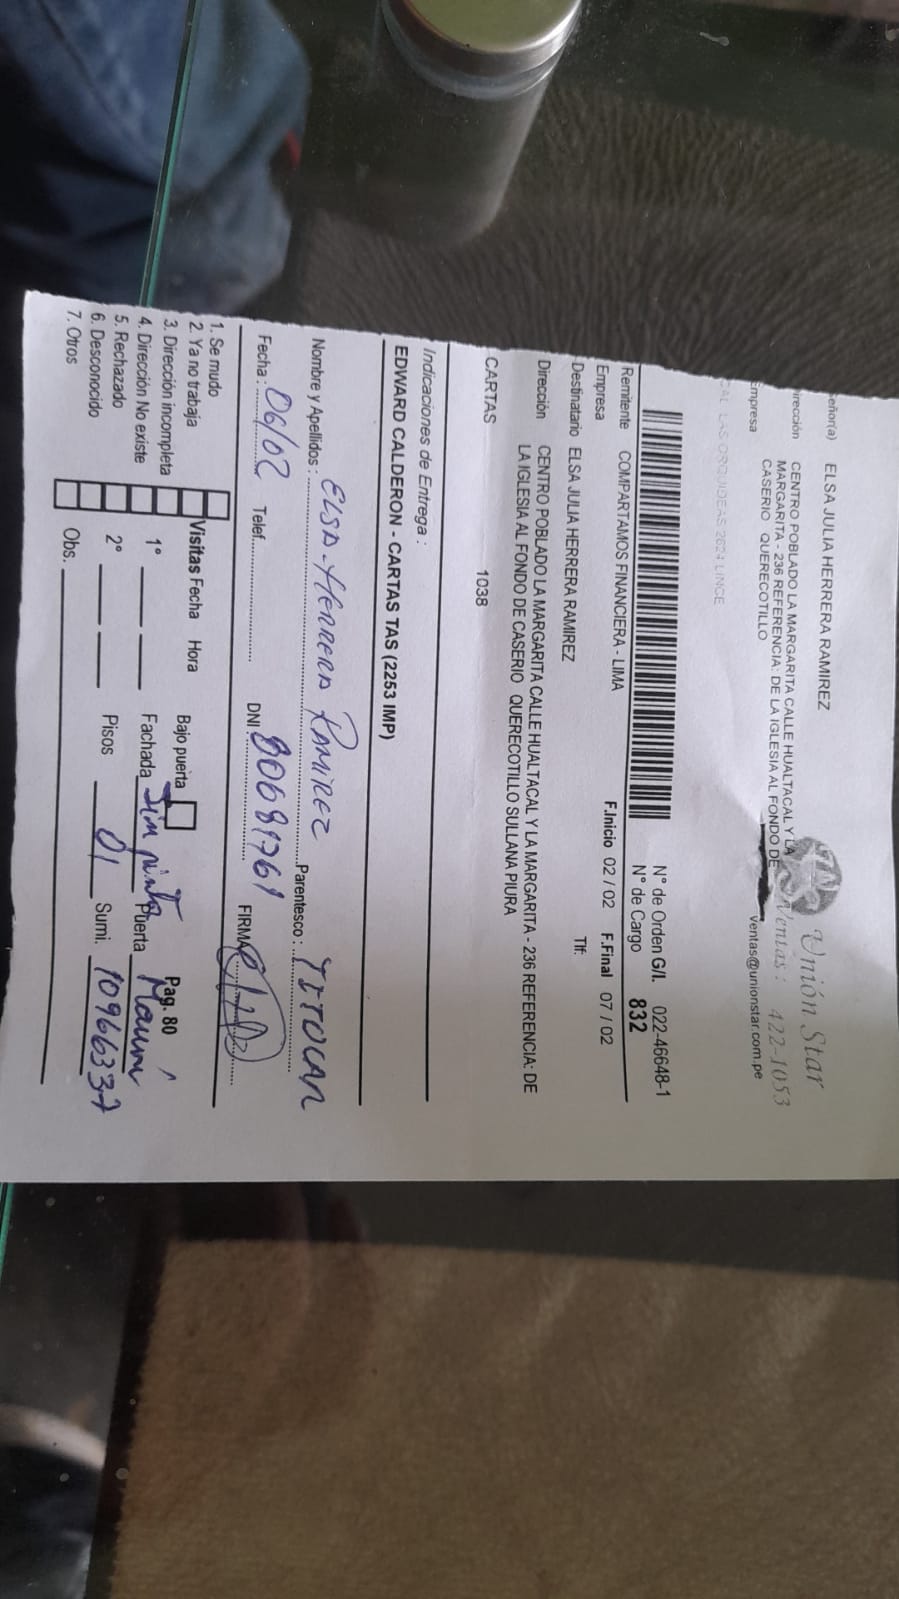 Unión Star
Señor(a) ELSA JULIA HERRERA RAMIREZ
Ventas: 422-1053
Dirección CENTRO POBLADO LA MARGARITA CALLE HUALTACAL Y LA
MARGARITA - 236 REFERENCIA: DE LA IGLESIA AL FONDO DE
CASERIO QUERECOTILLO
Empresa
ventas@unionstar.com.pe
CAL LAS ORQUIDEAS 2624 LINCE
N° de Orden G/I. 022-46648-1
N° de Cargo 832
Remitente COMPARTAMOS FINANCIERA - LIMA
F.Inicio 02 / 02 F.Final 07 / 02
Empresa
Destinatario ELSA JULIA HERRERA RAMIREZ Tlf:
Dirección CENTRO POBLADO LA MARGARITA CALLE HUALTACAL Y LA MARGARITA - 236 REFERENCIA: DE
LA IGLESIA AL FONDO DE CASERIO QUERECOTILLO SULLANA PIURA
CARTAS 1038
Indicaciones de Entrega :
EDWARD CALDERON - CARTAS TAS (2253 IMP)
Nombre y Apellidos : ELSA HERRERA RAMIREZ Parentesco : TITULAR
Fecha : 06/02 Telef. DNI 80681761 FIRMA
1. Se mudo
2. Ya no trabaja Visitas Fecha Hora Bajo puerta Pag. 80
3. Dirección incompleta
4. Dirección No existe 1° Fachada Sin pintar Puerta Marrón
5. Rechazado 2° Pisos 01 Sumi. 10966337
6. Desconocido
7. Otros Obs.